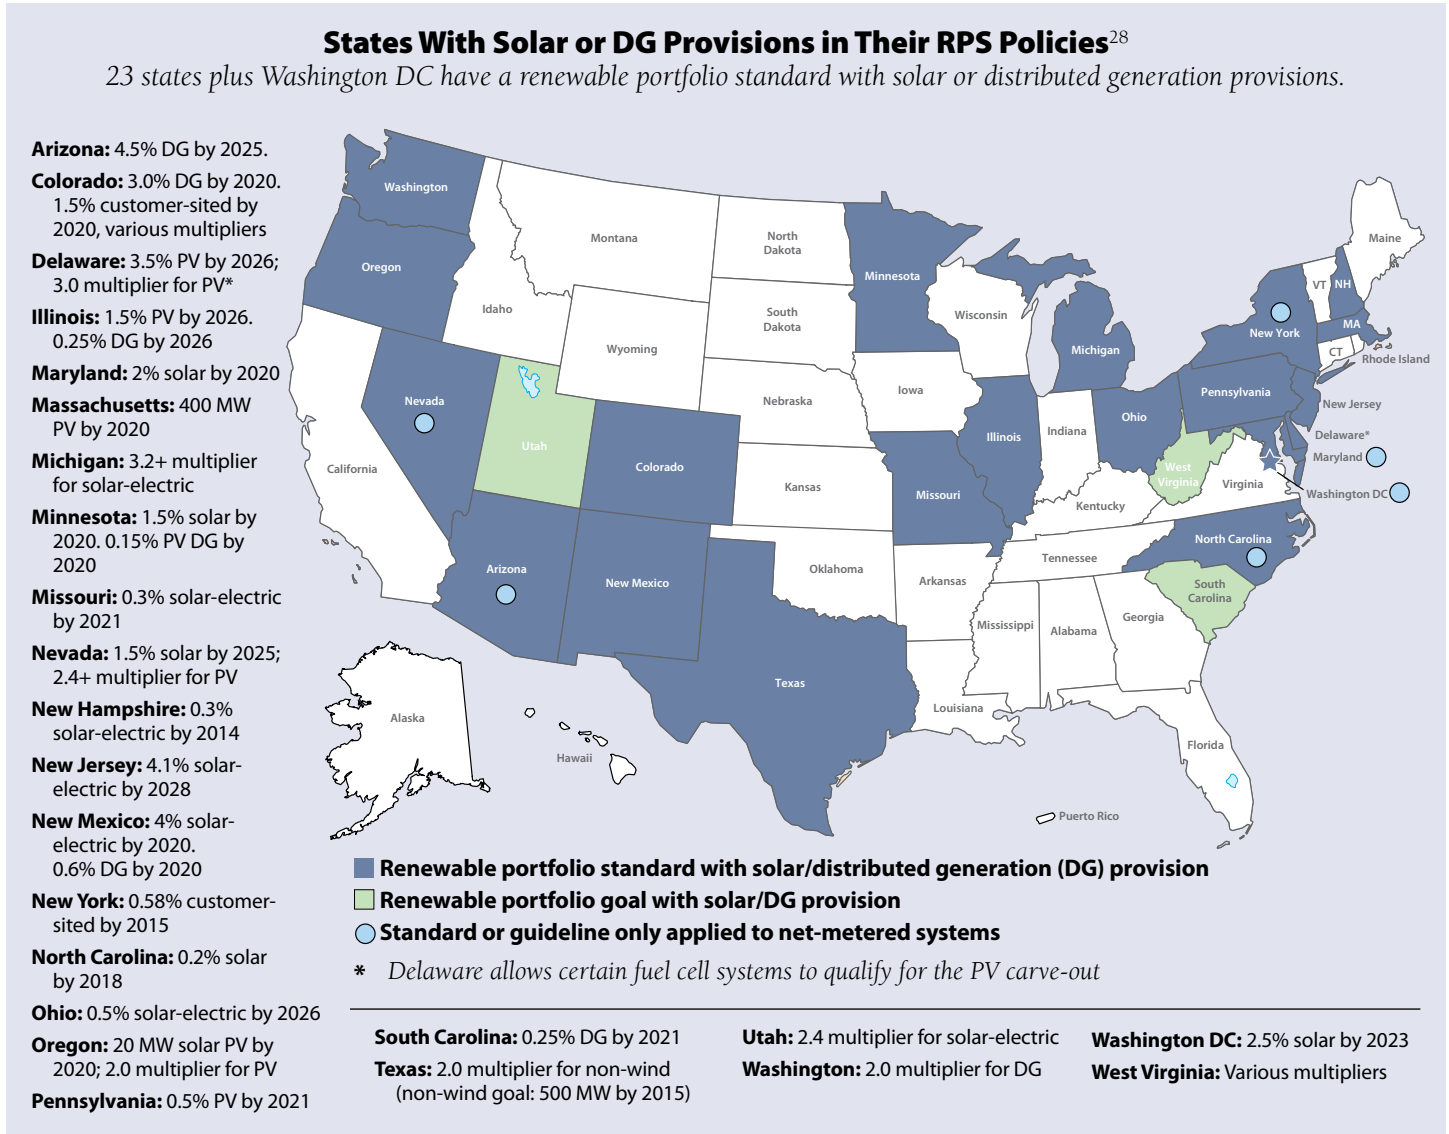 States With Solar or DG Provisions in Their RPS Policies28
23 states plus Washington DC have a renewable portfolio standard with solar or distributed generation provisions.
Arizona: 4.5% DG by 2025.
Colorado: 3.0% DG by 2020.
1.5% customer-sited by
2020, various multipliers
Delaware: 3.5% PV by 2026;
3.0 multiplier for PV*
Illinois: 1.5% PV by 2026.
0.25% DG by 2026
Maryland: 2% solar by 2020
Massachusetts: 400 MW
PV by 2020
Michigan: 3.2+ multiplier
for solar-electric
Minnesota: 1.5% solar by
2020. 0.15% PV DG by
2020
Missouri: 0.3% solar-electric
by 2021
Nevada: 1.5% solar by 2025;
2.4+ multiplier for PV
New Hampshire: 0.3%
solar-electric by 2014
New Jersey: 4.1% solar-
electric by 2028
New Mexico: 4% solar-
electric by 2020.
0.6% DG by 2020
New York: 0.58% customer-
sited by 2015
North Carolina: 0.2% solar
by 2018
Ohio: 0.5% solar-electric by 2026
Oregon: 20 MW solar PV by
2020; 2.0 multiplier for PV
Pennsylvania: 0.5% PV by 2021
Washington
Oregon
Montana
Idaho
North
Dakota
South
Dakota
Minnesota
Wisconsin
Wyoming
Michigan
Maine
VT
NH
MA
New York
CT
Rhode Island
Nevada
Utah
Nebraska
Iowa
Illinois
Indiana
Ohio
Pennsylvania
New Jersey
Delaware*
Maryland
Washington DC
California
Colorado
Kansas
Missouri
Kentucky
West
Virginia
Virginia
Arizona
New Mexico
Oklahoma
Arkansas
Tennessee
North Carolina
South
Carolina
Mississippi
Alabama
Georgia
Texas
Louisiana
Florida
Alaska
Hawaii
Puerto Rico
Renewable portfolio standard with solar/distributed generation (DG) provision
Renewable portfolio goal with solar/DG provision
Standard or guideline only applied to net-metered systems
* Delaware allows certain fuel cell systems to qualify for the PV carve-out
South Carolina: 0.25% DG by 2021
Texas: 2.0 multiplier for non-wind
(non-wind goal: 500 MW by 2015)
Utah: 2.4 multiplier for solar-electric
Washington: 2.0 multiplier for DG
Washington DC: 2.5% solar by 2023
West Virginia: Various multipliers